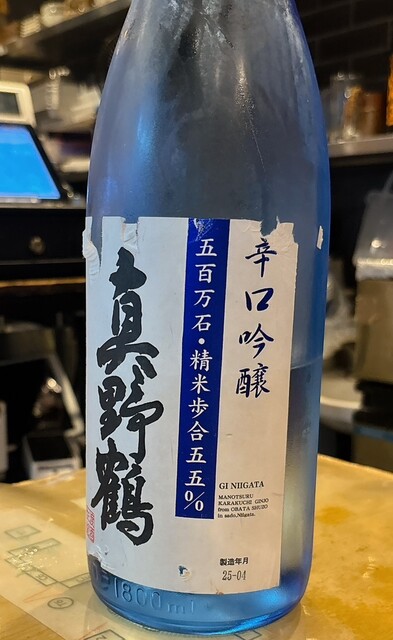 辛口吟醸
五百万石・精米歩合五五%
真野鶴
GI NIIGATA
MANOTSURU
KARAKUCHI GINJO
from OBATA SHUZO
in sado,Niigata.
製造年月
25-04
1800ml